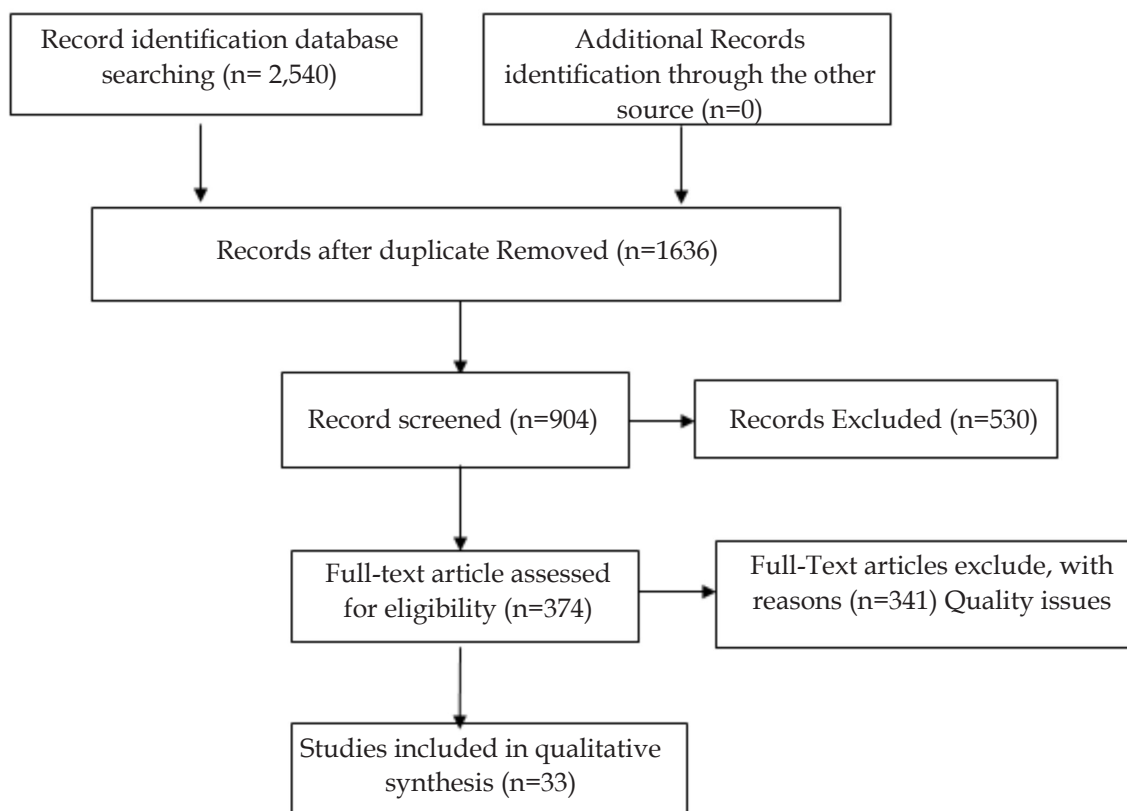 Record identification database
searching (n= 2,540)
Additional Records
identification through the other
source (n=0)
Records after duplicate Removed (n=1636)
Record screened (n=904)
Records Excluded (n=530)
Full-text article assessed
for eligibility (n=374)
Full-Text articles exclude, with
reasons (n=341) Quality issues
Studies included in qualitative
synthesis (n=33)